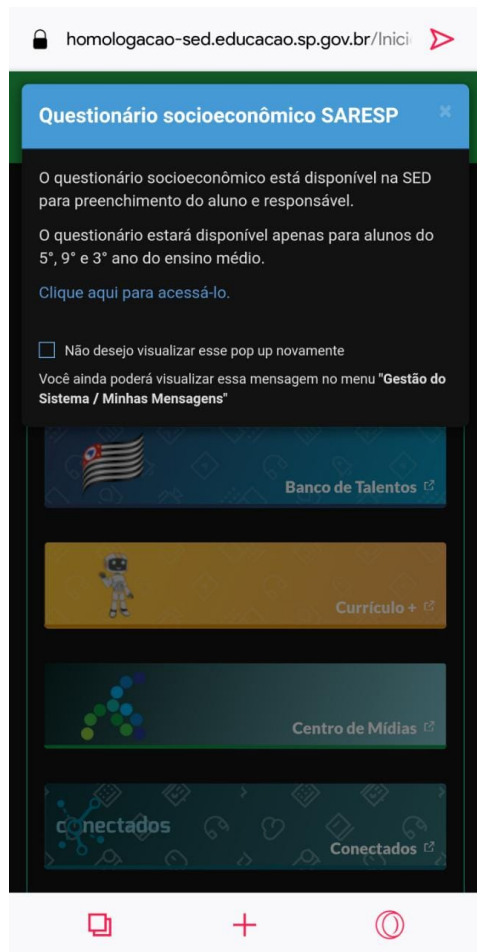 homologacao-sed.educacao.sp.gov.br/Inici
Questionário socioeconômico SARESP
×
O questionário socioeconômico está disponível na SED
para preenchimento do aluno e responsável.
O questionário estará disponível apenas para alunos do
5°, 9° e 3° ano do ensino médio.
Clique aqui para acessá-lo.
Não desejo visualizar esse pop up novamente
Você ainda poderá visualizar essa mensagem no menu "Gestão do
Sistema / Minhas Mensagens"
Banco de Talentos
Currículo +
Centro de Mídias
conectados
Conectados